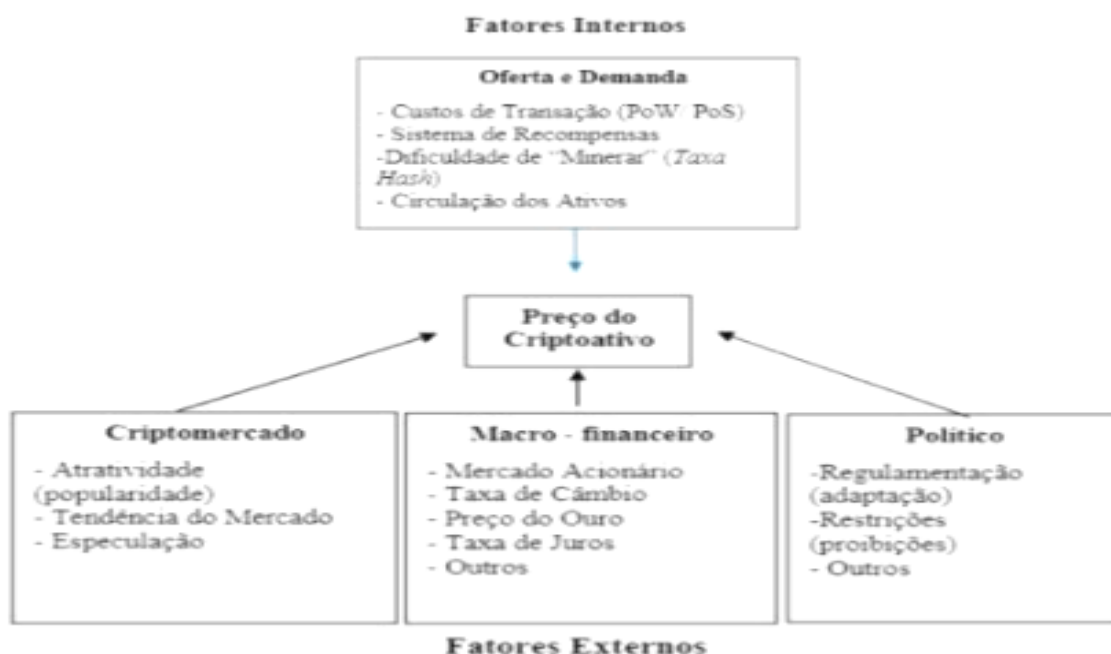 Fatores Internos
Oferta e Demanda
- Custos de Transação (PoW/ PoS)
- Sistema de Recompensas
-Dificuldade de "Minerar" (Taxa
Hash)
- Circulação dos Ativos
Preço do
Criptoativo
Criptomercado
- Atratividade
(popularidade)
- Tendência do Mercado
- Especulação
Macro - financeiro
- Mercado Acionário
- Taxa de Câmbio
- Preço do Ouro
- Taxa de Juros
- Outros
Político
-Regulamentação
(adaptação)
-Restrições
(proibições)
- Outros
Fatores Externos